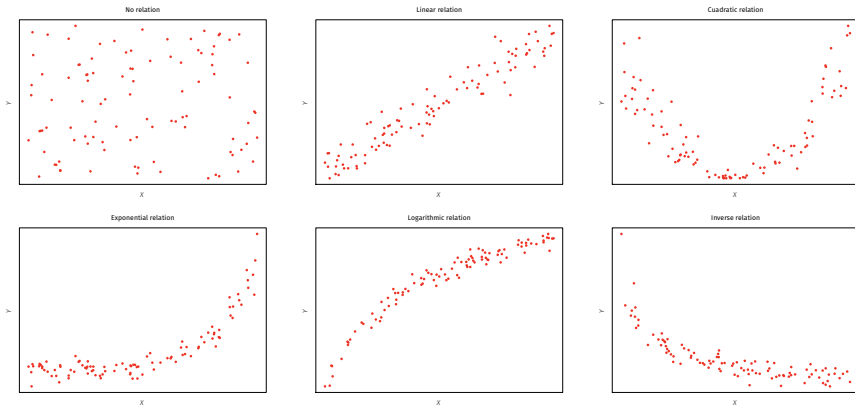 No relation
Linear relation
Cuadratic relation
Y
Y
Y
X
X
X
Exponential relation
Logarithmic relation
Inverse relation
Y
Y
Y
X
X
X